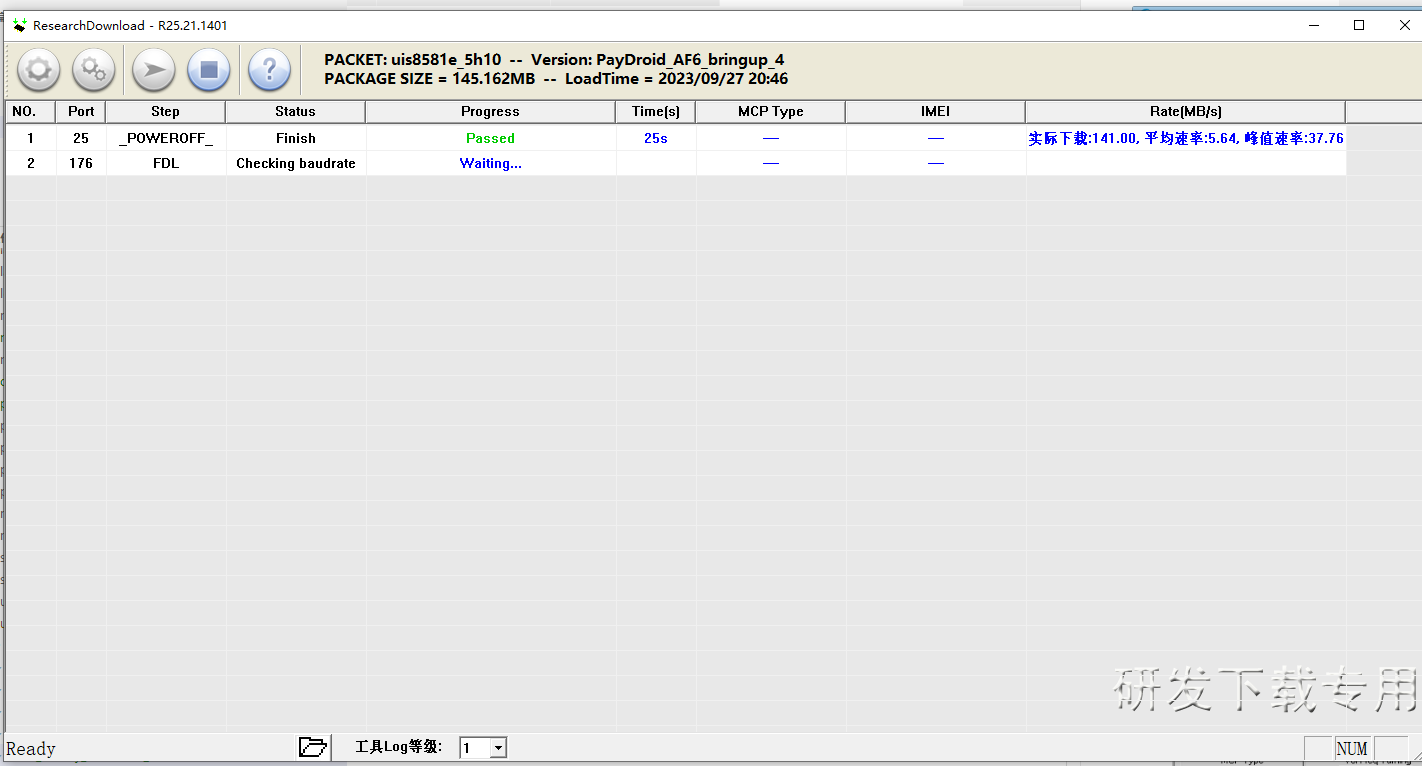 ResearchDownload - R25.21.1401
PACKET: uis8581e_5h10 -- Version: PayDroid_AF6_bringup_4
PACKAGE SIZE = 145.162MB -- LoadTime = 2023/09/27 20:46
NO. Port Step Status Progress Time(s) MCP Type IMEI Rate(MB/s)
1 25 _POWEROFF_ Finish Passed 25s — — 实际下载:141.00, 平均速率:5.64, 峰值速率:37.76
2 176 FDL Checking baudrate Waiting... — —
研发下载专用
Ready 工具Log等级: 1 NUM